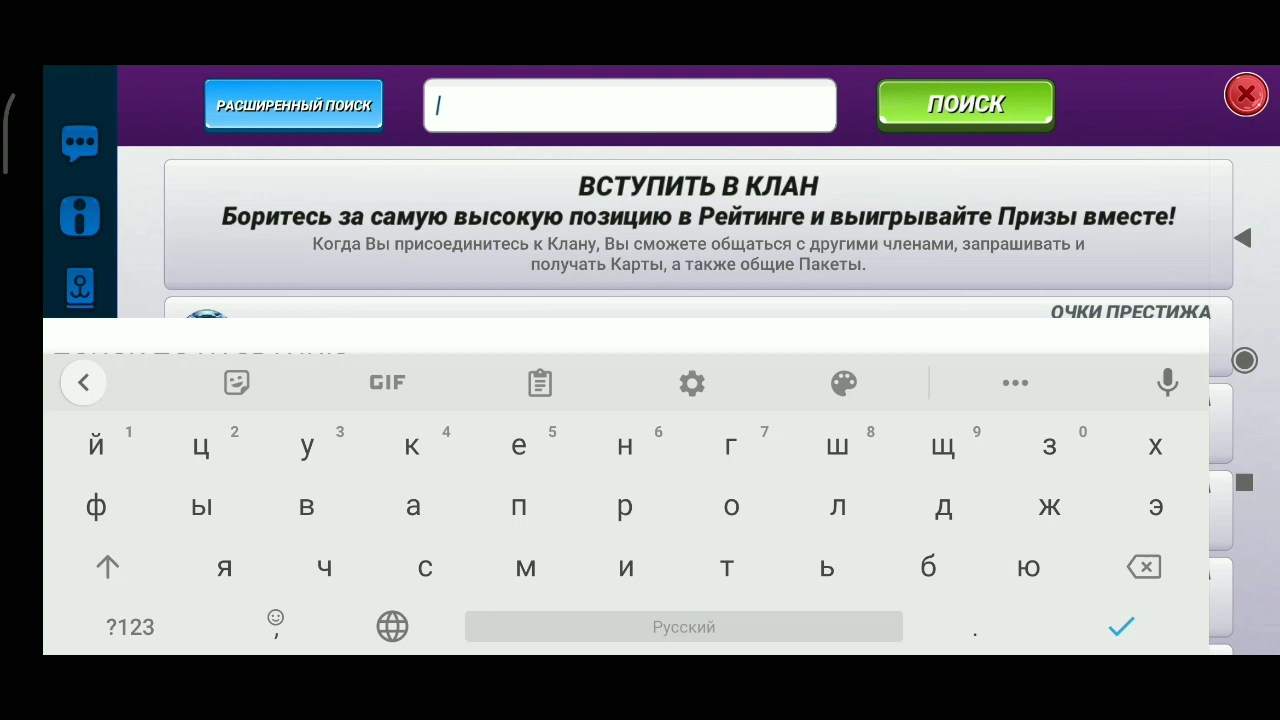 РАСШИРЕННЫЙ ПОИСК
ПОИСК
ВСТУПИТЬ В КЛАН
Боритесь за самую высокую позицию в Рейтинге и выигрывайте Призы вместе!
Когда Вы присоединитесь к Клану, Вы сможете общаться с другими членами, запрашивать и
получать Карты, а также общие Пакеты.
ОЧКИ ПРЕСТИЖА
GIF
й 1 ц 2 у 3 к 4 е 5 н 6 г 7 ш 8 щ 9 з 0 х
ф ы в а п р о л д ж э
я ч с м и т ь б ю
?123 , Русский .